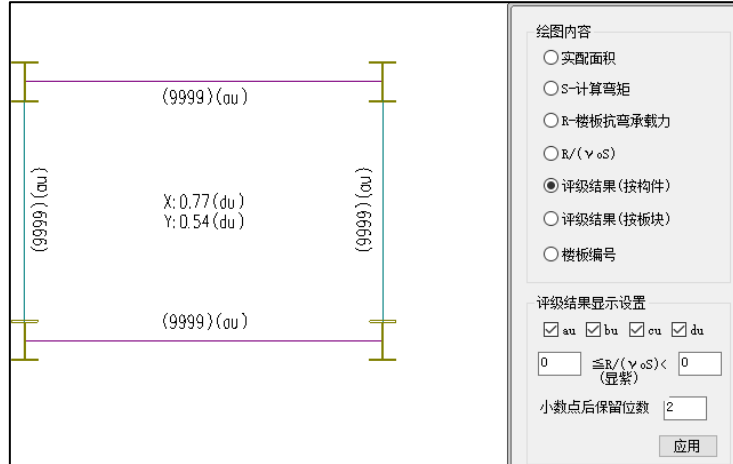 (9999)(au)
(9999)(au)
X:0.77(du)
Y:0.54(du)
(9999)(au)
(9999)(au)
绘图内容
实配面积
S-计算弯矩
R-楼板抗弯承载力
R/(γoS)
评级结果(按构件)
评级结果(按板块)
楼板编号
评级结果显示设置
au bu cu du
0 ≦R/(γoS)< 0
(显紫)
小数点后保留位数 2
应用